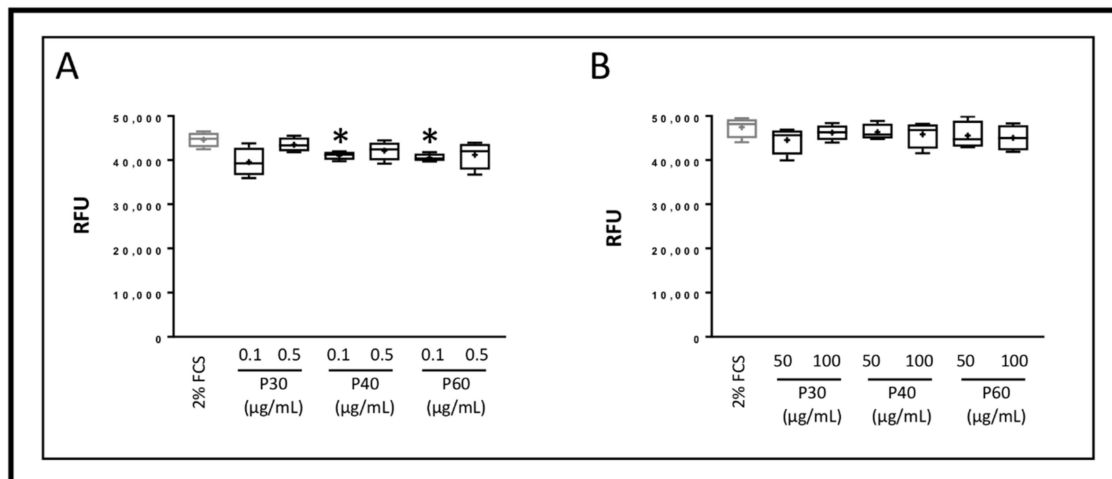 A
50,000
40,000
30,000
20,000
10,000
0
RFU
* *
2% FCS
0.1 0.5 0.1 0.5 0.1 0.5
P30 P40 P60
(µg/mL) (µg/mL) (µg/mL)
B
50,000
40,000
30,000
20,000
10,000
0
RFU
2% FCS
50 100 50 100 50 100
P30 P40 P60
(µg/mL) (µg/mL) (µg/mL)